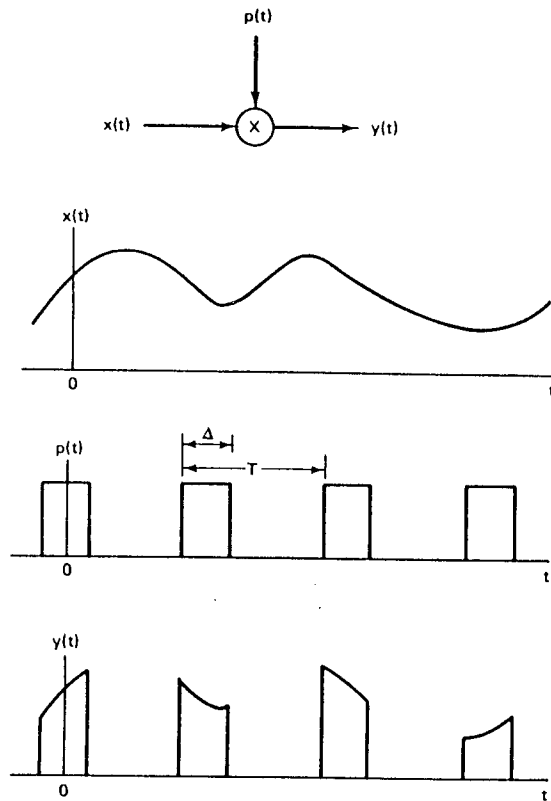 p(t)
x(t) X y(t)
x(t)
0 t
Δ
p(t) T
0 t
y(t)
0 t